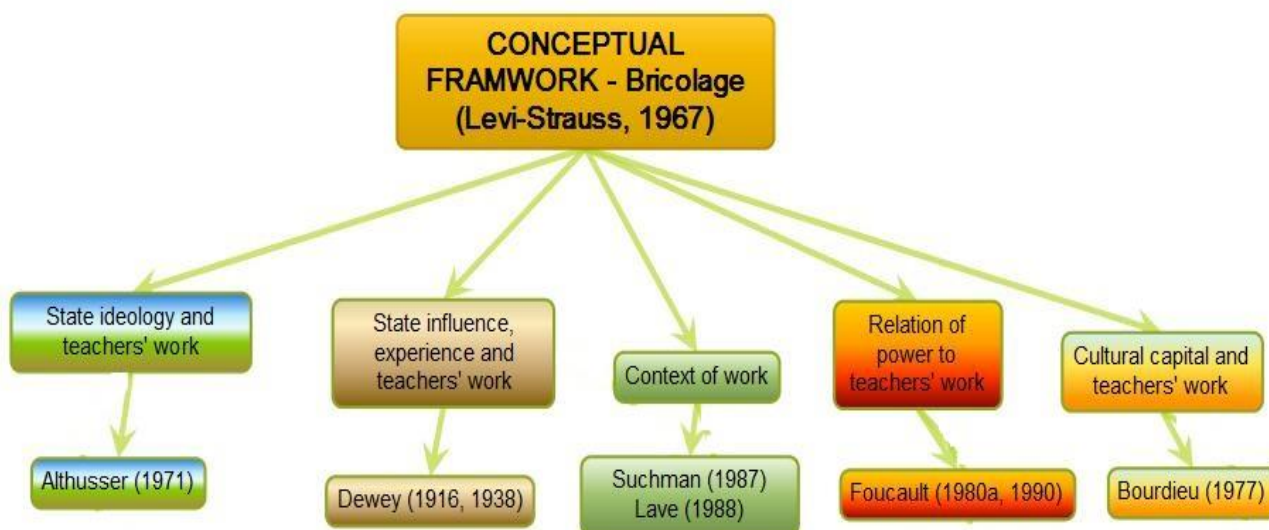 CONCEPTUAL
FRAMWORK - Bricolage
(Levi-Strauss, 1967)
State ideology and
teachers' work
State influence,
experience and
teachers' work
Context of work
Relation of
power to
teachers' work
Cultural capital and
teachers' work
Althusser (1971)
Dewey (1916, 1938)
Suchman (1987)
Lave (1988)
Foucault (1980a, 1990)
Bourdieu (1977)